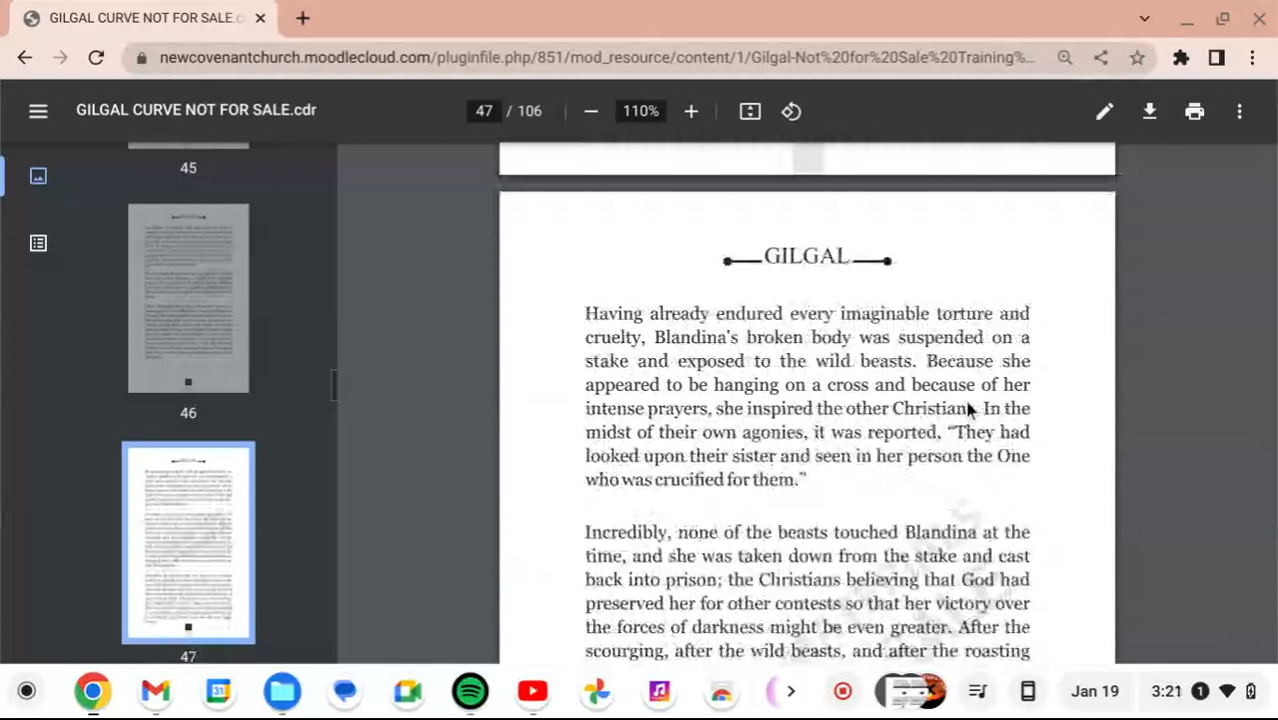 GILGAL CURVE NOT FOR SALE.c
newcovenantchurch.moodlecloud.com/pluginfile.php/851/mod_resource/content/1/Gilgal-Not%20for%20Sale%20Training%...
GILGAL CURVE NOT FOR SALE.cdr
47 / 106
110%
45
46
47
GILGAL
Having already endured every imaginable torture and
cruelty, Blandina's broken body was suspended on a
stake and exposed to the wild beasts. Because she
appeared to be hanging on a cross and because of her
intense prayers, she inspired the other Christian. In the
midst of their own agonies, it was reported, “They had
looked upon their sister and seen in her person the One
who was crucified for them.”
Incredibly, none of the beasts touched Blandina at the
time, and she was taken down from the stake and cast
back into prison; the Christians believing that God had
preserved her for other contests so that her victory over
the forces of darkness might be even greater. After the
scourging, after the wild beasts, and after the roasting
31
Jan 19
3:21
1